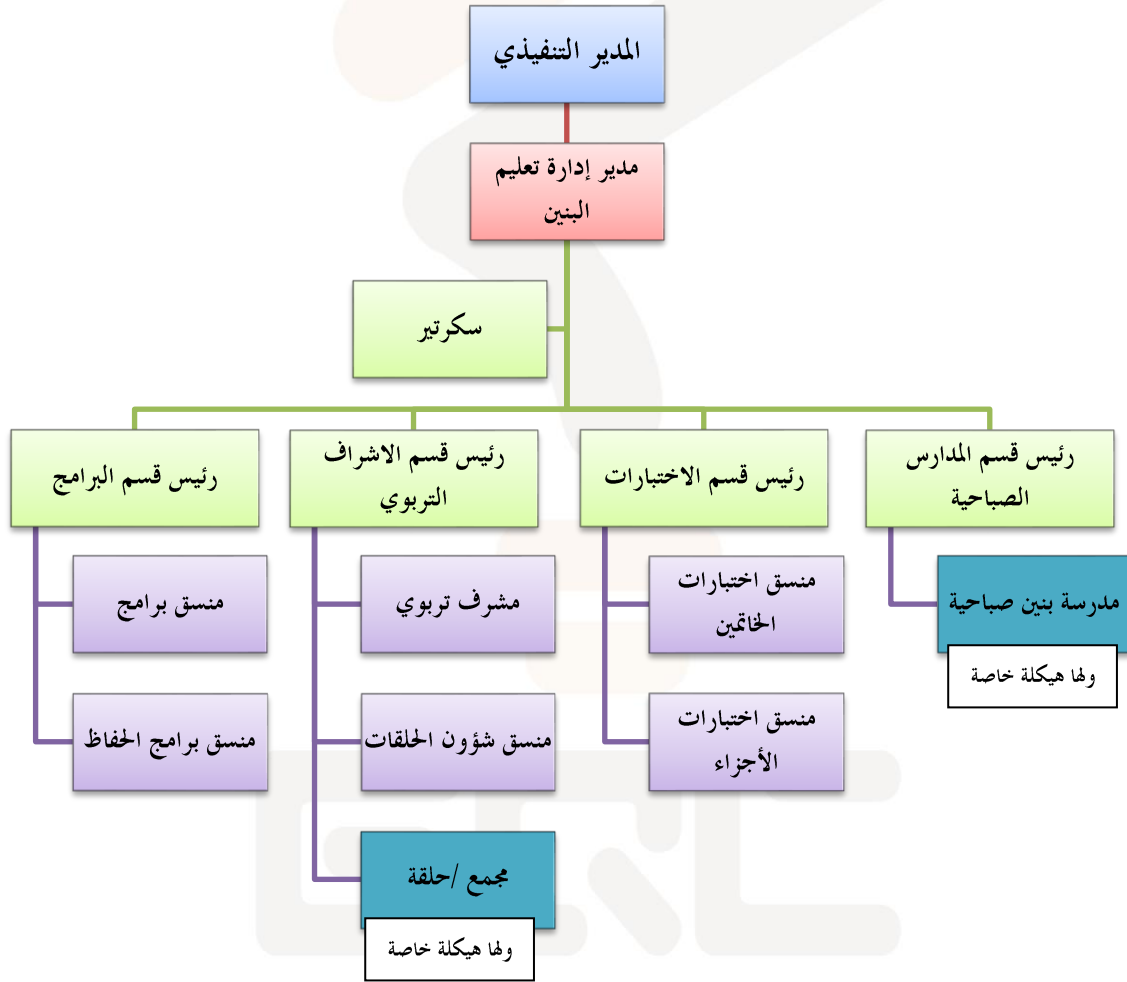 المدير التنفيذي
مدير إدارة تعليم
البنين
سكرتير
رئيس قسم المدارس
الصباحية
رئيس قسم الاختبارات
رئيس قسم الاشراف
التربوي
رئيس قسم البرامج
مدرسة بنين صباحية
ولها هيكلة خاصة
منسق اختبارات
الخاتمين
منسق اختبارات
الأجزاء
مشرف تربوي
منسق شؤون الحلقات
مجمع /حلقة
ولها هيكلة خاصة
منسق برامج
منسق برامج الحفاظ